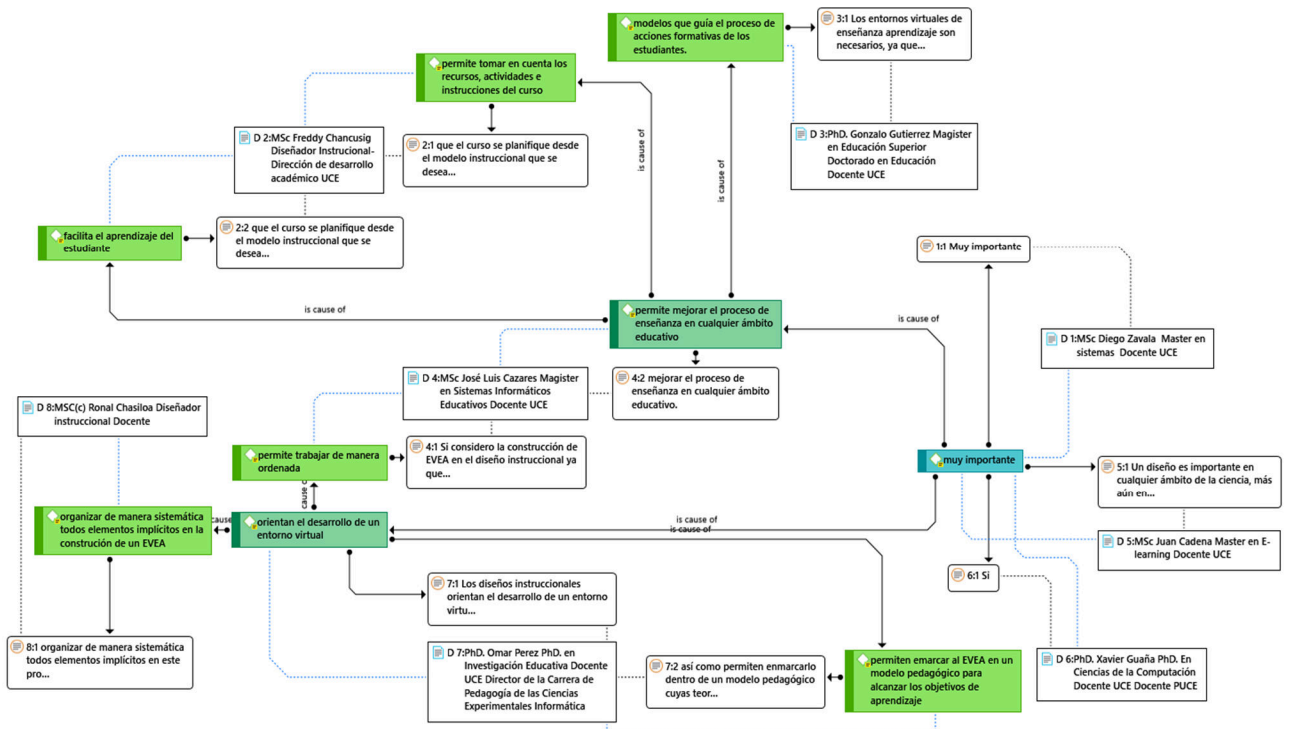 modelos que guía el proceso de
acciones formativas de los
estudiantes.
3:1 Los entornos virtuales de
enseñanza aprendizaje son
necesarios, ya que...
permite tomar en cuenta los
recursos, actividades e
instrucciones del curso
D 2:MSc Freddy Chancusig
Diseñador Instrucional-
Dirección de desarrollo
académico UCE
2:1 que el curso se planifique desde
el modelo instruccional que se
desea...
is cause of
is cause of
D 3:PhD. Gonzalo Gutierrez Magister
en Educación Superior
Doctorado en Educación
Docente UCE
facilita el aprendizaje del
estudiante
2:2 que el curso se planifique desde
el modelo instruccional que se
desea...
1:1 Muy importante
is cause of
permite mejorar el proceso de
enseñanza en cualquier ámbito
educativo
is cause of
D 1:MSc Diego Zavala Master en
sistemas Docente UCE
D 4:MSc José Luis Cazares Magister
en Sistemas Informáticos
Educativos Docente UCE
4:2 mejorar el proceso de
enseñanza en cualquier ámbito
educativo.
D 8:MSC(c) Ronal Chasiloa Diseñador
instruccional Docente
permite trabajar de manera
ordenada
4:1 Si considero la construcción de
EVEA en el diseño instruccional ya
que...
muy importante
5:1 Un diseño es importante en
cualquier ámbito de la ciencia, más
aún en...
cause
organizar de manera sistemática
todos elementos implícitos en la
construción de un EVEA
cause
orientan el desarrollo de un
entorno virtual
is cause of
is cause of
D 5:MSc Juan Cadena Master en E-
learning Docente UCE
6:1 Si
7:1 Los diseños instruccionales
orientan el desarrollo de un entorno
virtu...
8:1 organizar de manera sistemática
todos elementos implícitos en este
pro...
D 7:PhD. Omar Perez PhD. en
Investigación Educativa Docente
UCE Director de la Carrera de
Pedagogía de las Ciencias
Experimentales Informática
7:2 así como permiten enmarcarlo
dentro de un modelo pedagógico
cuyas teor...
permiten emarcar al EVEA en un
modelo pedagógico para
alcanzar los objetivos de
aprendizaje
D 6:PhD. Xavier Guaña PhD. En
Ciencias de la Computación
Docente UCE Docente PUCE